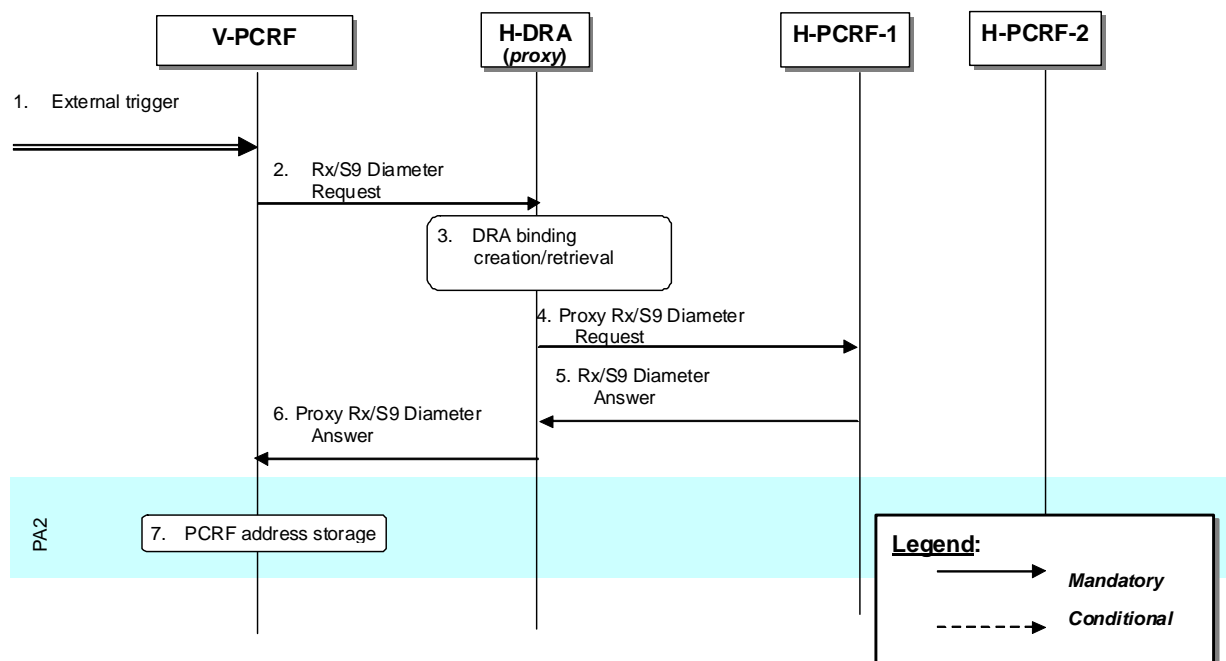 V-PCRF
H-DRA
(proxy)
H-PCRF-1
H-PCRF-2
1. External trigger
2. Rx/S9 Diameter
Request
3. DRA binding
creation/retrieval
4. Proxy Rx/S9 Diameter
Request
5. Rx/S9 Diameter
Answer
6. Proxy Rx/S9 Diameter
Answer
PA2
7. PCRF address storage
Legend:
Mandatory
Conditional